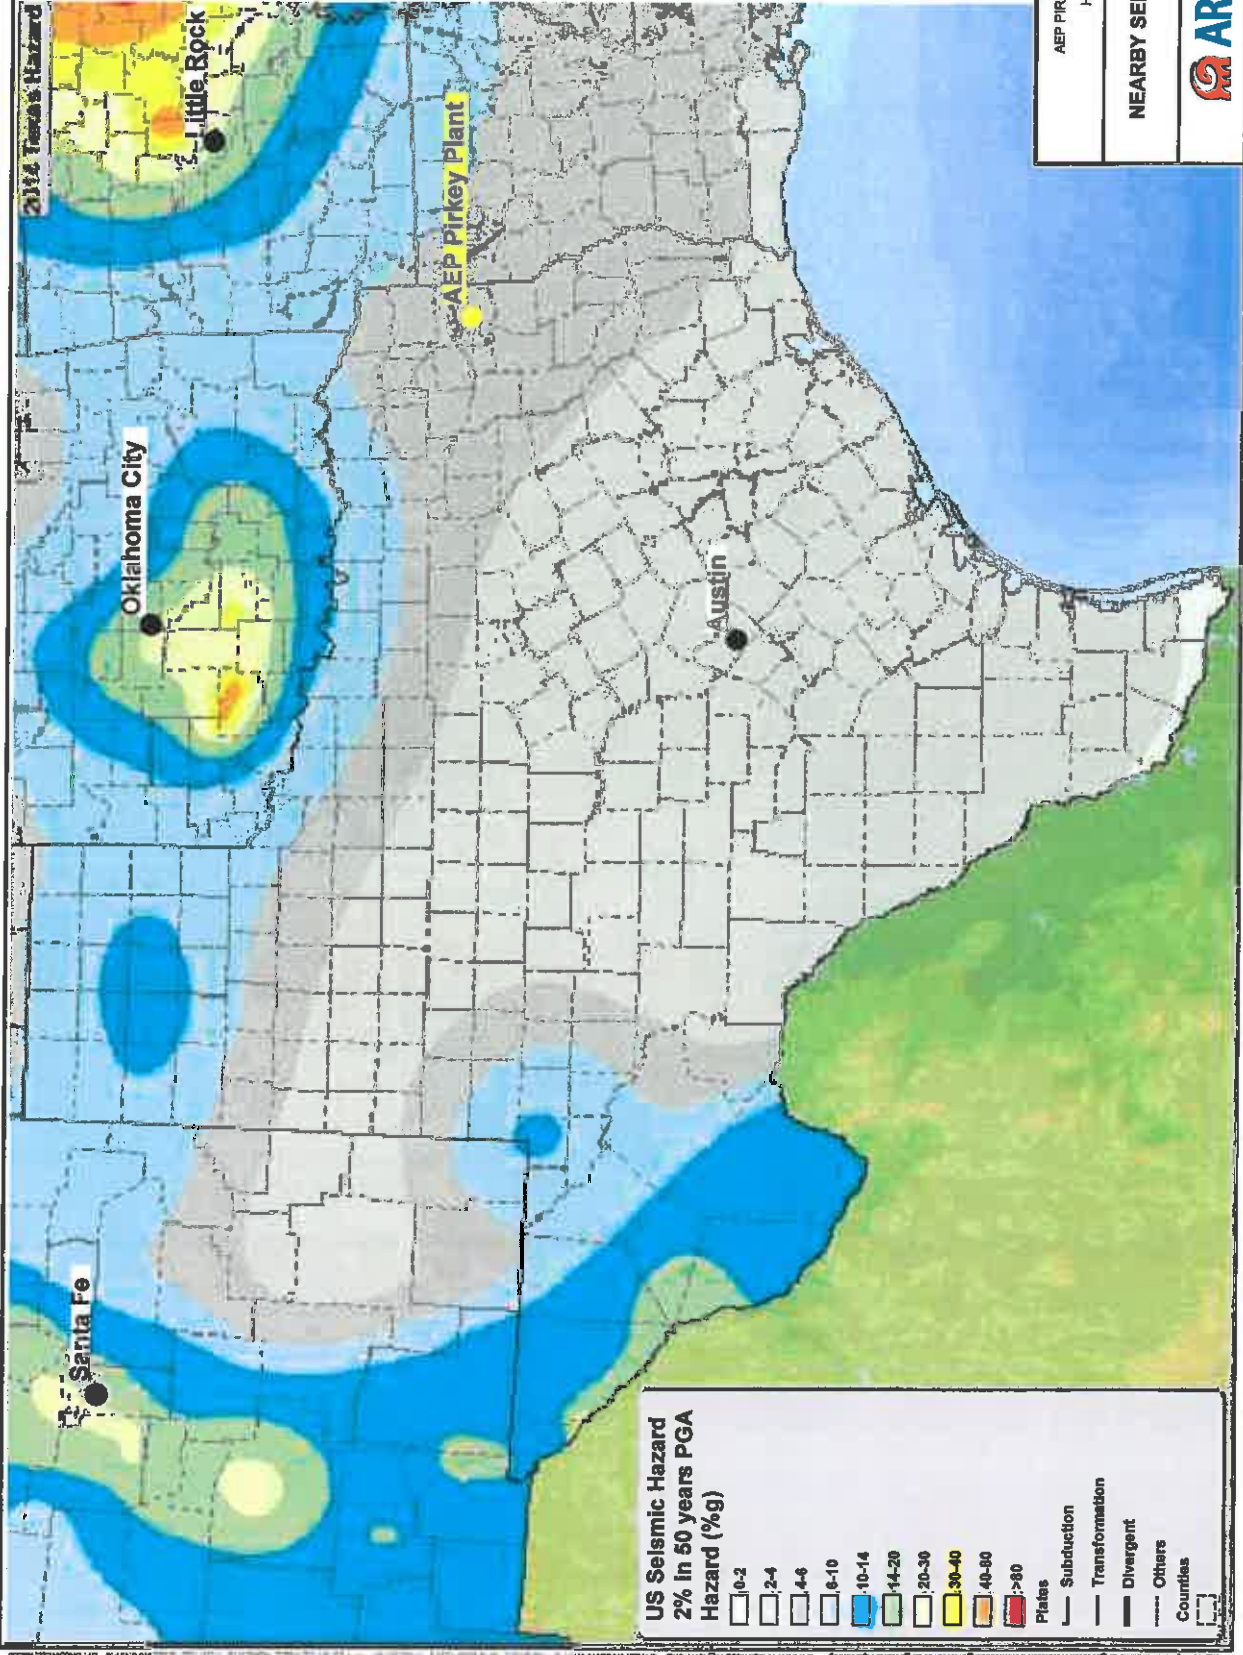 2014 Texas Hazard
Little Rock
AEP Pirkey Plant
Oklahoma City
Austin
Santa Fe
US Seismic Hazard
2% in 50 years PGA
Hazard (%g)
0-2
2-4
4-6
6-10
10-14
14-20
20-30
30-40
40-80
>80
Plates
Subduction
Transformation
Divergent
Others
Counties
AEP PIR
H
NEARBY SEI
AR